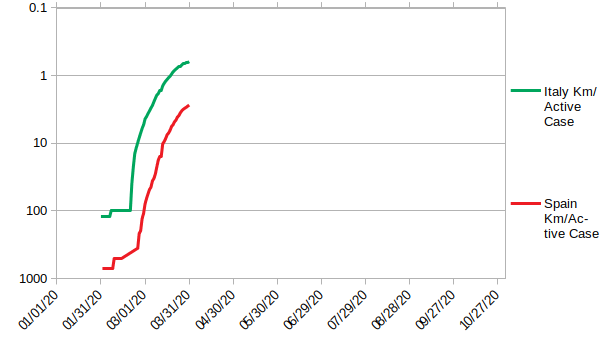 0.1
1
10
100
1000
01/01/20
01/31/20
03/01/20
03/31/20
04/30/20
05/30/20
06/29/20
07/29/20
08/28/20
09/27/20
10/27/20
Italy Km/
Active
Case
Spain
Km/Ac-
tive Case